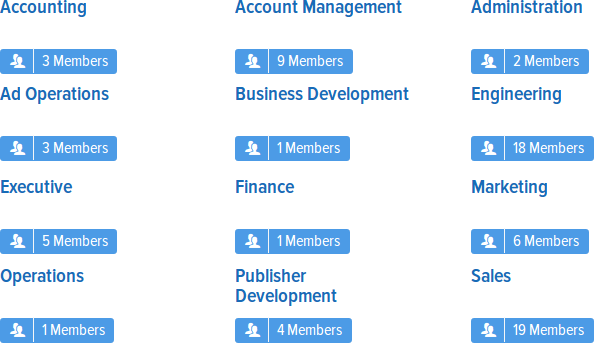 Accounting
Account Management
Administration
3 Members
9 Members
2 Members
Ad Operations
Business Development
Engineering
3 Members
1 Members
18 Members
Executive
Finance
Marketing
5 Members
1 Members
6 Members
Operations
Publisher
Development
Sales
1 Members
4 Members
19 Members